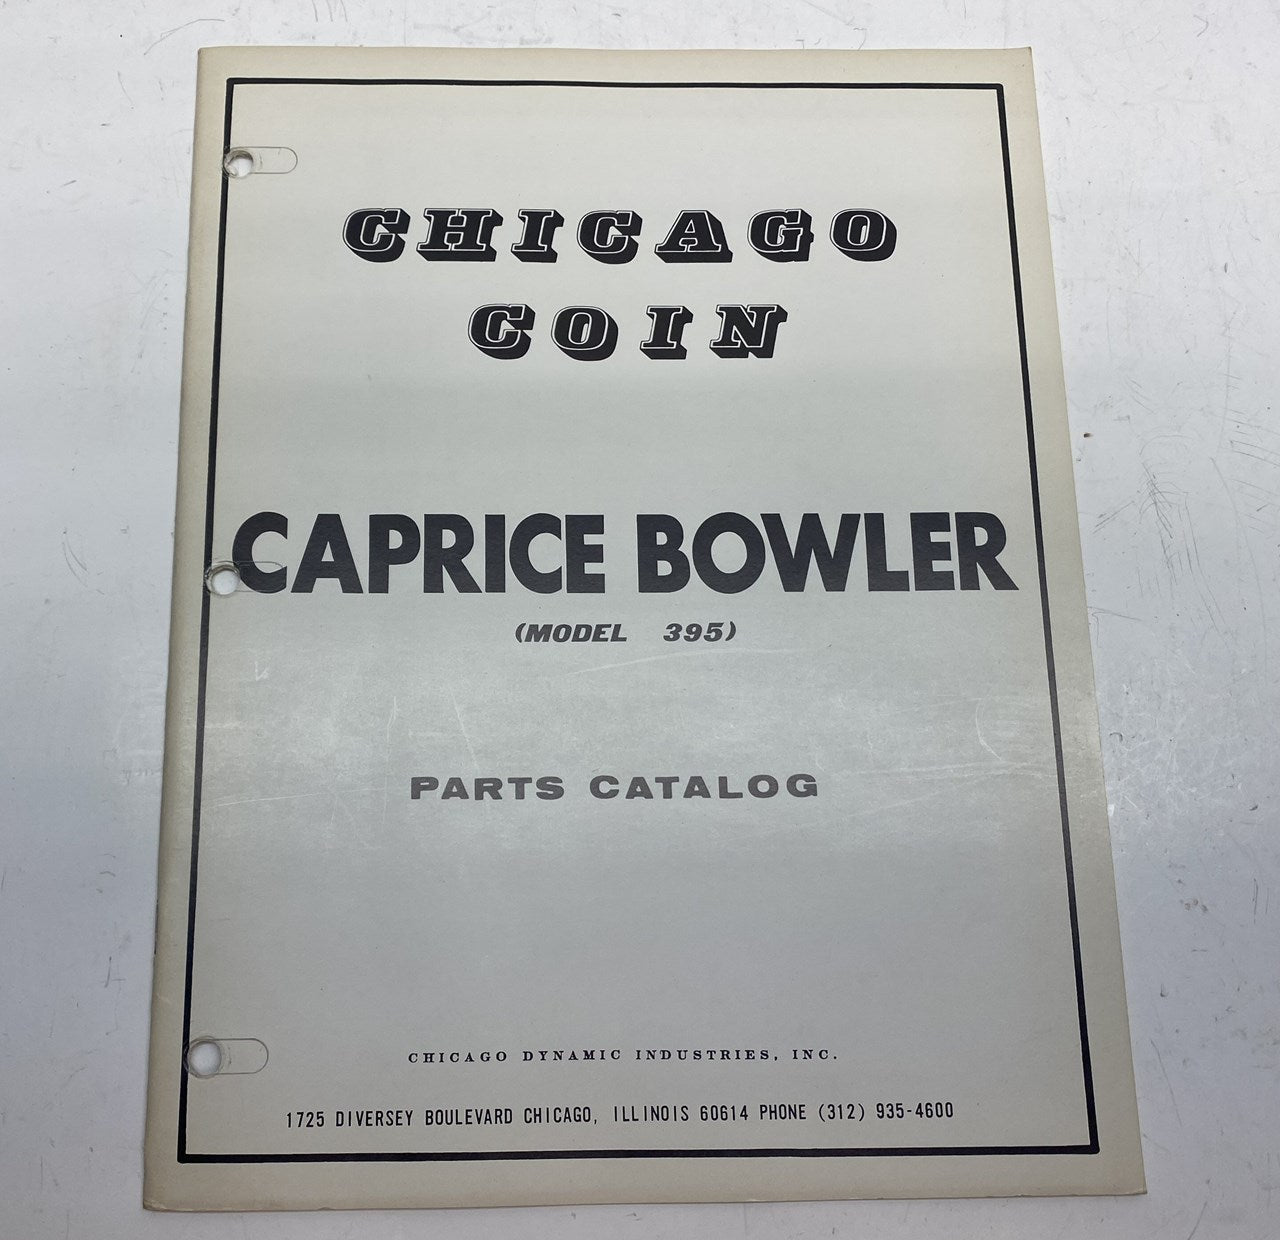 CHICAGO
COIN
CAPRICE BOWLER
(MODEL 395)
PARTS CATALOG
CHICAGO DYNAMIC INDUSTRIES, INC.
1725 DIVERSEY BOULEVARD CHICAGO, ILLINOIS 60614 PHONE (312) 935-4600